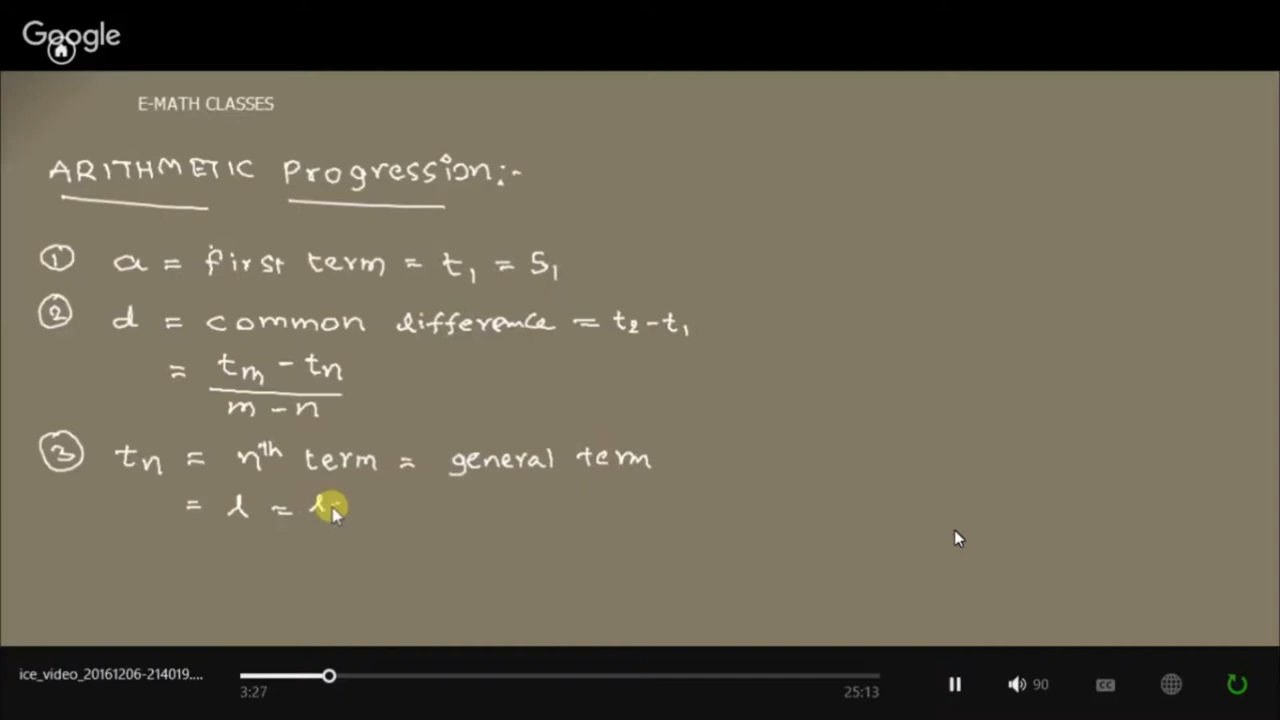 Google
E-MATH CLASSES
ARITHMETIC Progression:-
① a = first term = t₁ = S₁
② d = common difference = t₂-t₁
= (tₘ - tₙ) / (m - n)
③ tₙ = nᵗʰ term = general term
= l =
ice_video_20161206-214019....
3:27 25:13 90 CC